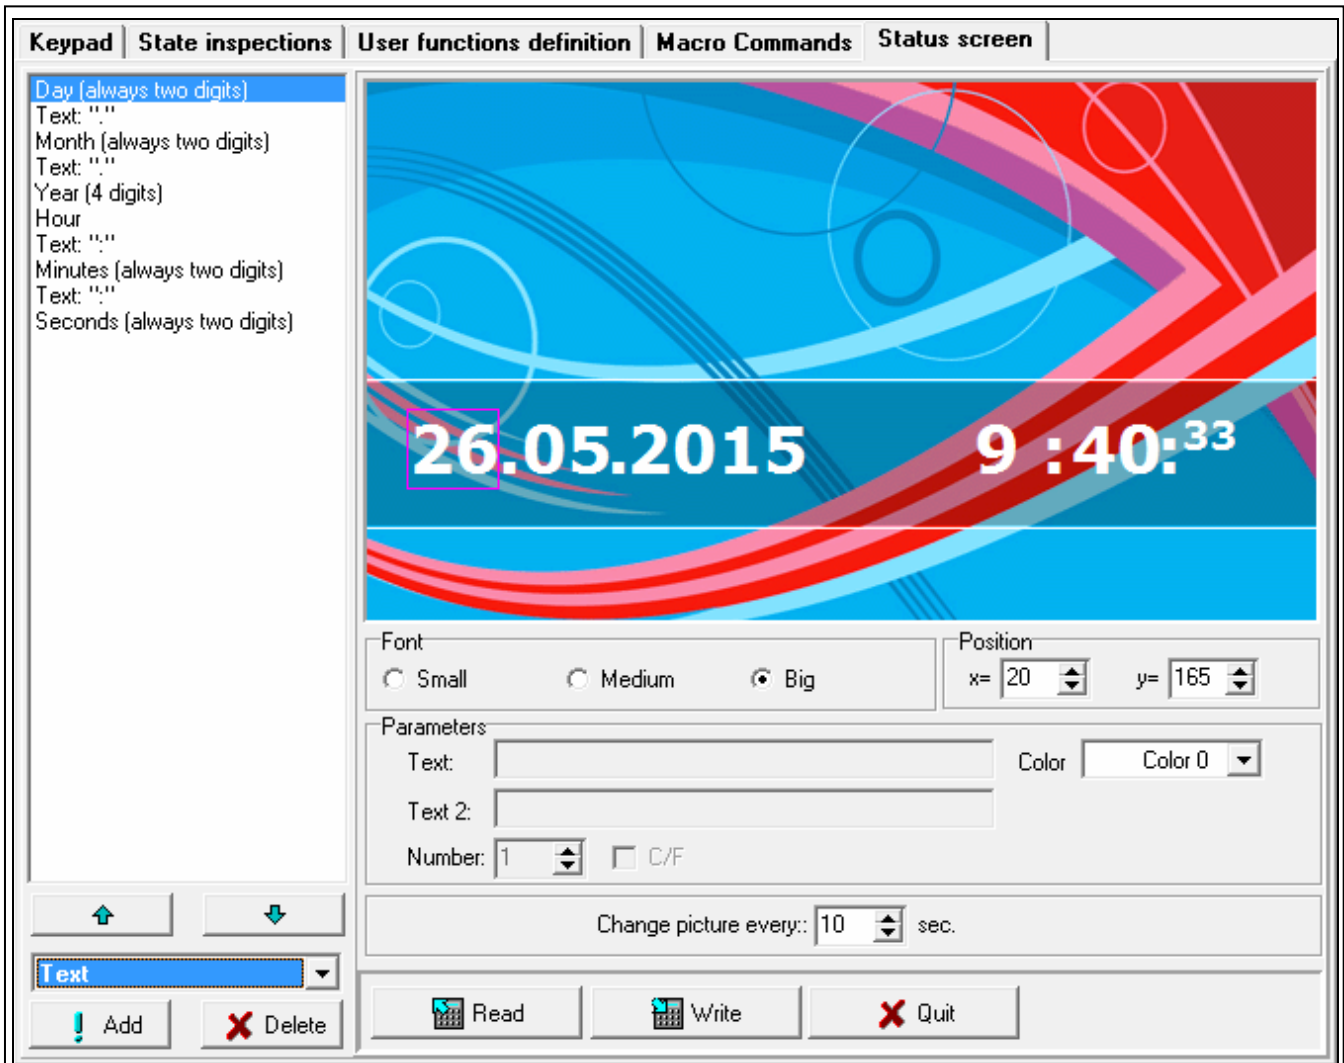 Keypad State inspections User functions definition Macro Commands Status screen
Day (always two digits)
Text: "."
Month (always two digits)
Text: "."
Year (4 digits)
Hour
Text: ":"
Minutes (always two digits)
Text: ":"
Seconds (always two digits)
26.05.2015 9 :40:33
Font
Small Medium Big
Position
x= 20 y= 165
Parameters
Text: Color Color 0
Text 2:
Number: 1 C/F
Change picture every:: 10 sec.
Text
Add Delete
Read Write Quit